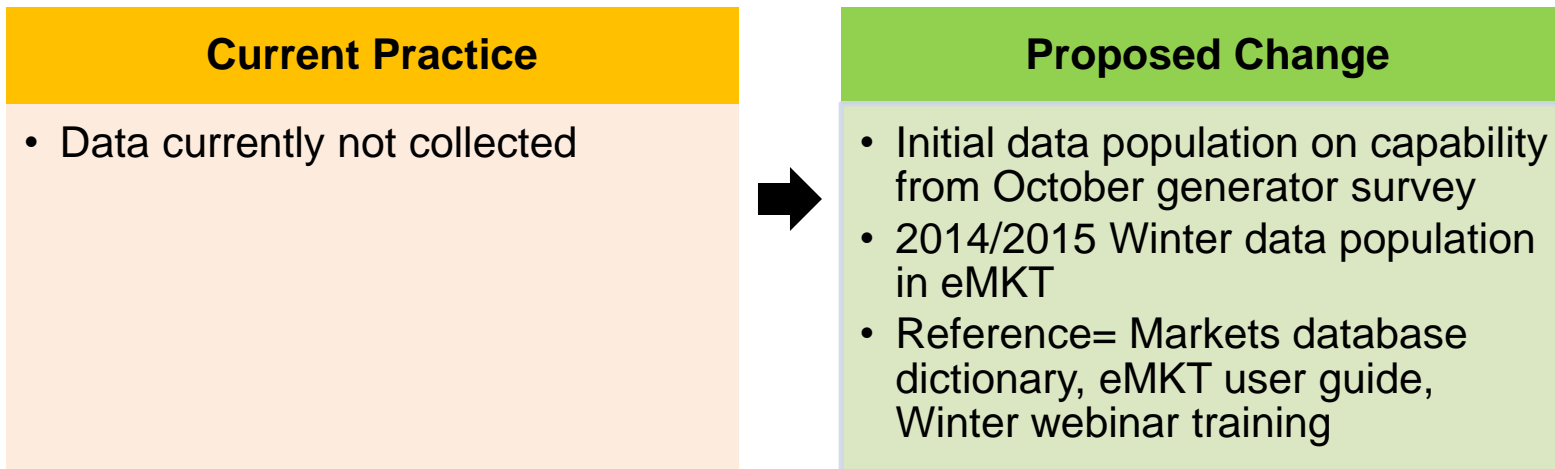 Current Practice
• Data currently not collected
Proposed Change
• Initial data population on capability
from October generator survey
• 2014/2015 Winter data population
in eMKT
• Reference= Markets database
dictionary, eMKT user guide,
Winter webinar training